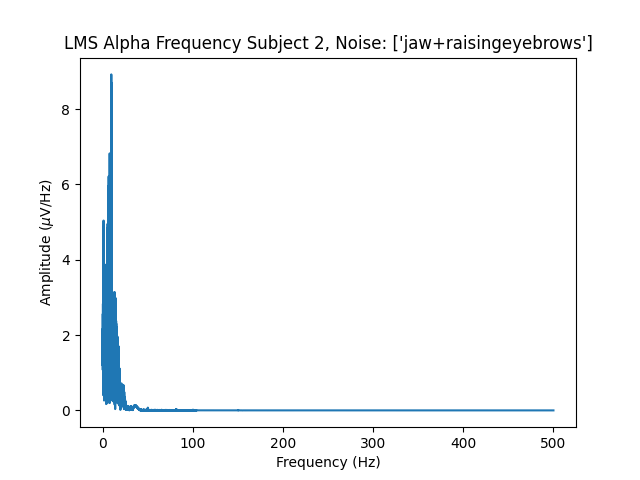 LMS Alpha Frequency Subject 2, Noise: ['jaw+raisingeyebrows']
Amplitude (μV/Hz)
8
6
4
2
0
0 100 200 300 400 500
Frequency (Hz)